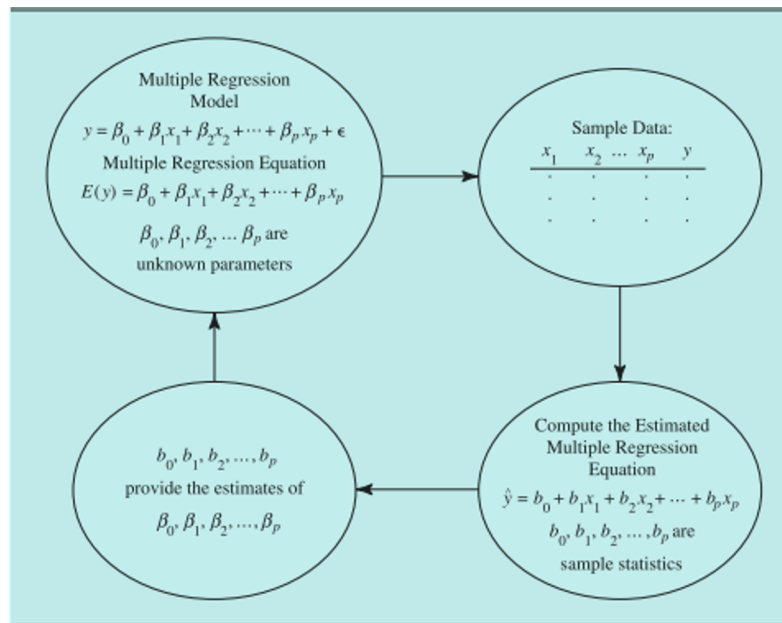 Multiple Regression
Model
y = β₀ + β₁x₁ + β₂x₂ + ··· + βₚxₚ + ϵ
Multiple Regression Equation
E(y) = β₀ + β₁x₁ + β₂x₂ + ··· + βₚxₚ
β₀, β₁, β₂, ... βₚ are
unknown parameters
Sample Data:
x₁ x₂ ... xₚ y
. . . .
. . . .
. . . .
Compute the Estimated
Multiple Regression
Equation
ŷ = b₀ + b₁x₁ + b₂x₂ + ··· + bₚxₚ
b₀, b₁, b₂, ..., bₚ are
sample statistics
b₀, b₁, b₂, ..., bₚ
provide the estimates of
β₀, β₁, β₂, ..., βₚ